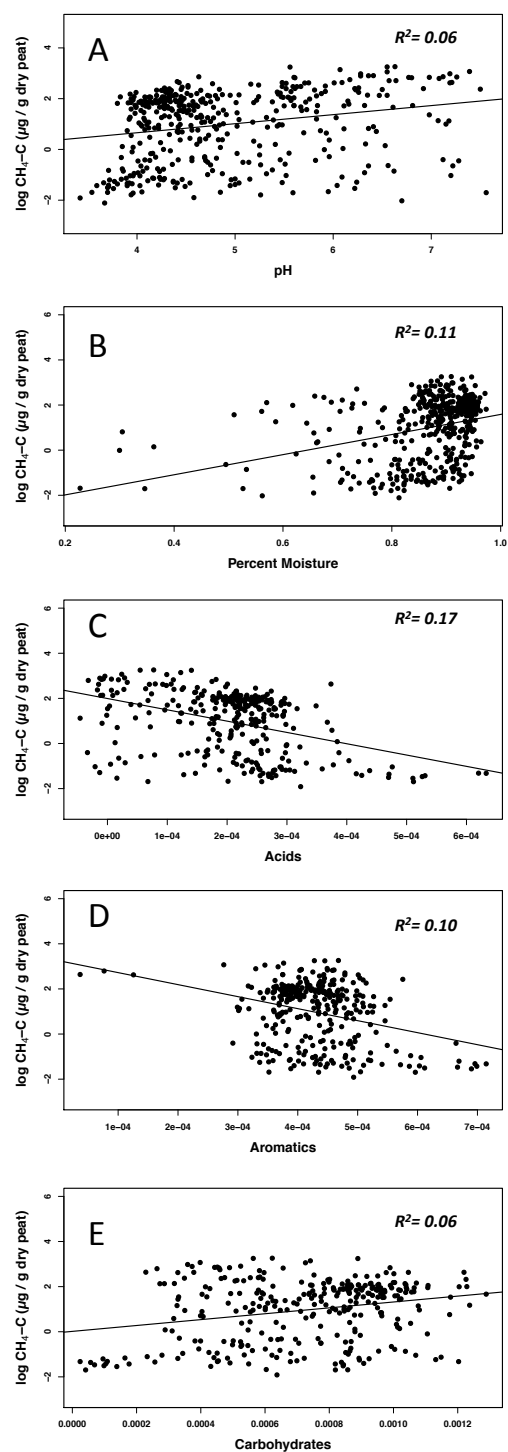 A
R²= 0.06
log CH₄–C (µg / g dry peat)
4
2
0
−2
4 5 6 7
pH
B
R²= 0.11
log CH₄–C (µg / g dry peat)
6
4
2
0
−2
0.2 0.4 0.6 0.8 1.0
Percent Moisture
C
R²= 0.17
log CH₄–C (µg / g dry peat)
6
4
2
0
−2
0e+00 1e−04 2e−04 3e−04 4e−04 5e−04 6e−04
Acids
D
R²= 0.10
log CH₄–C (µg / g dry peat)
6
4
2
0
−2
1e−04 2e−04 3e−04 4e−04 5e−04 6e−04 7e−04
Aromatics
E
R²= 0.06
log CH₄–C (µg / g dry peat)
6
4
2
0
−2
0.0000 0.0002 0.0004 0.0006 0.0008 0.0010 0.0012
Carbohydrates